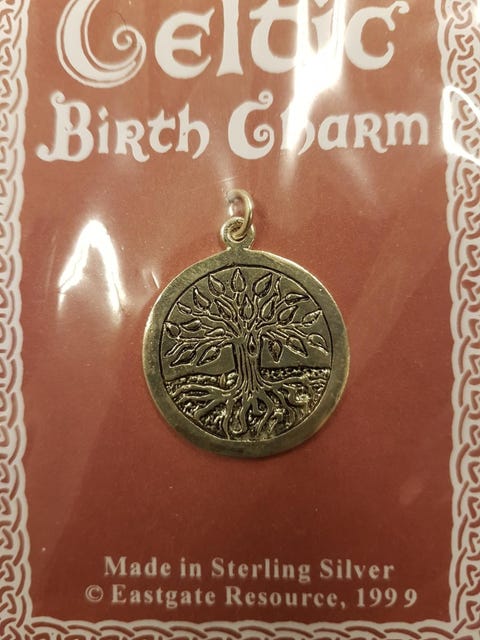 Celtic
Birth Charm
Made in Sterling Silver
© Eastgate Resource, 1999